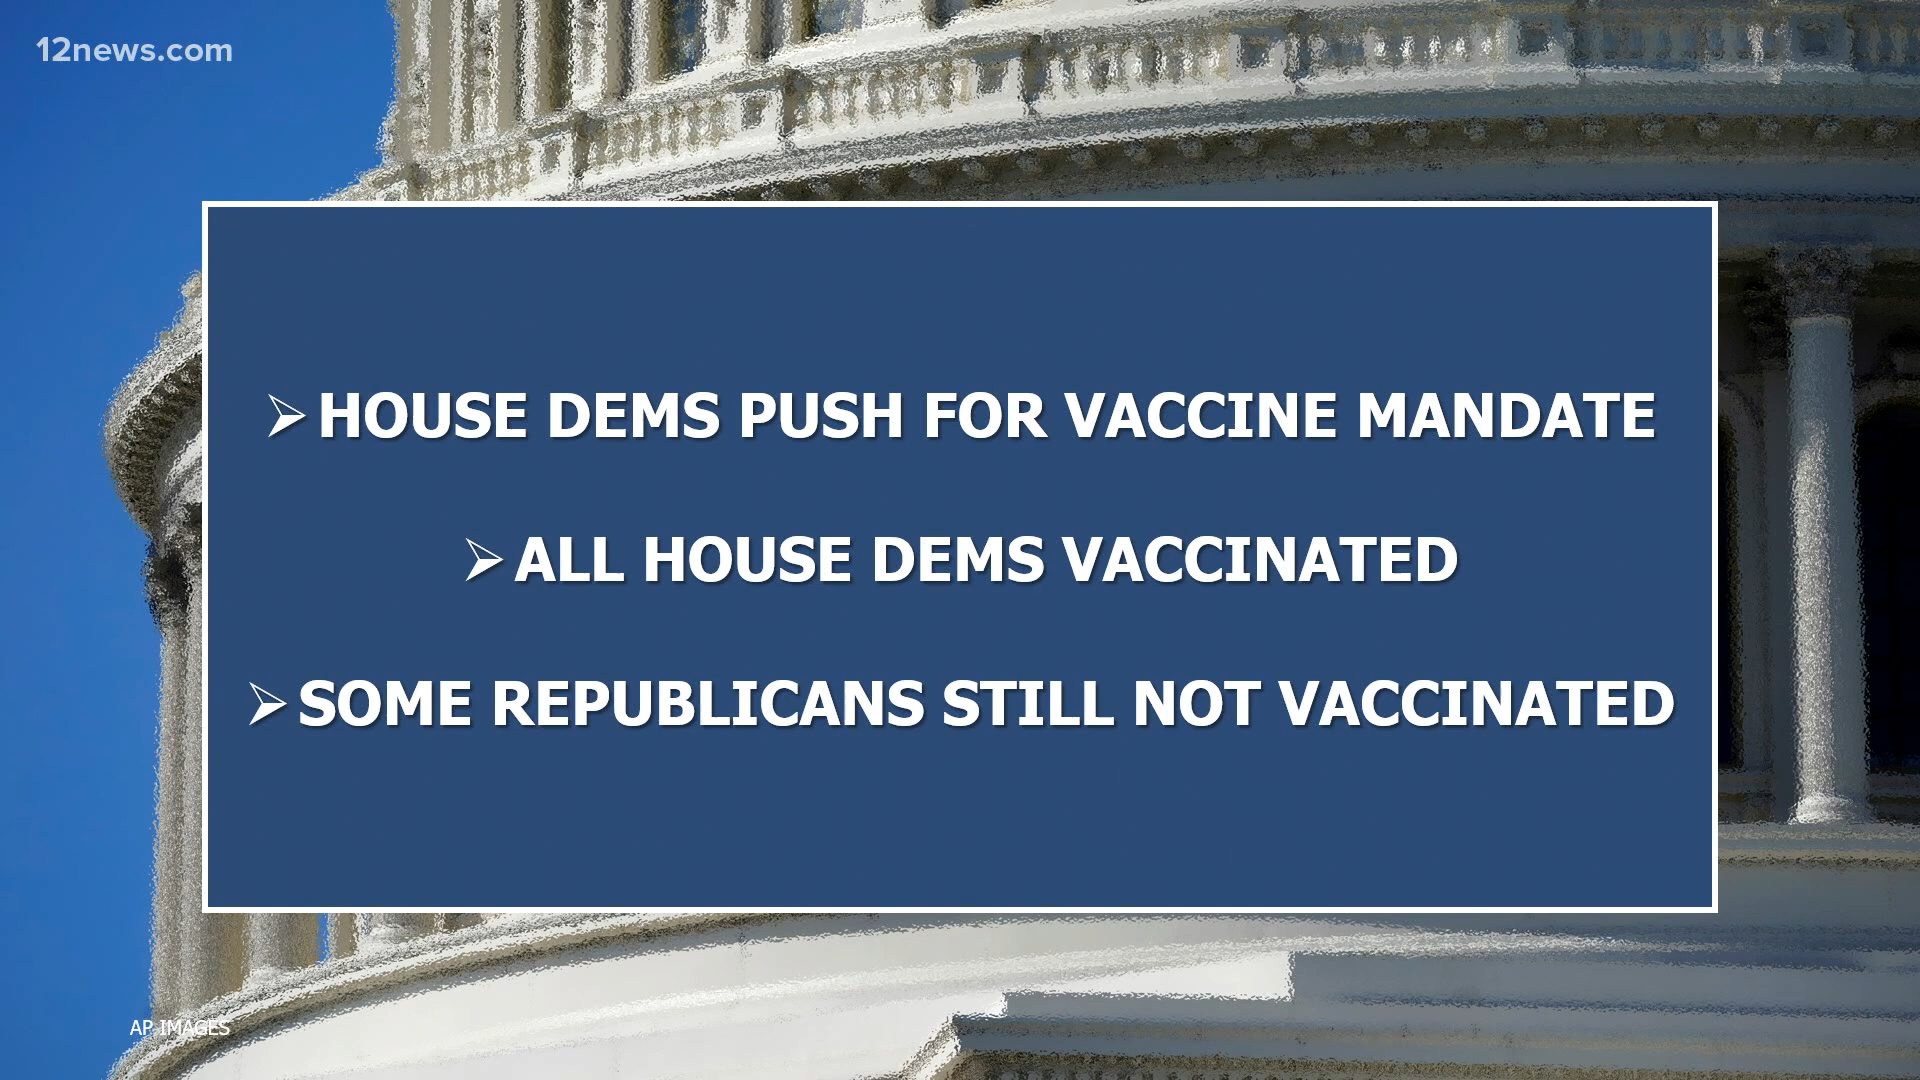 12news.com
➢HOUSE DEMS PUSH FOR VACCINE MANDATE
➢ALL HOUSE DEMS VACCINATED
➢SOME REPUBLICANS STILL NOT VACCINATED
AP IMAGES